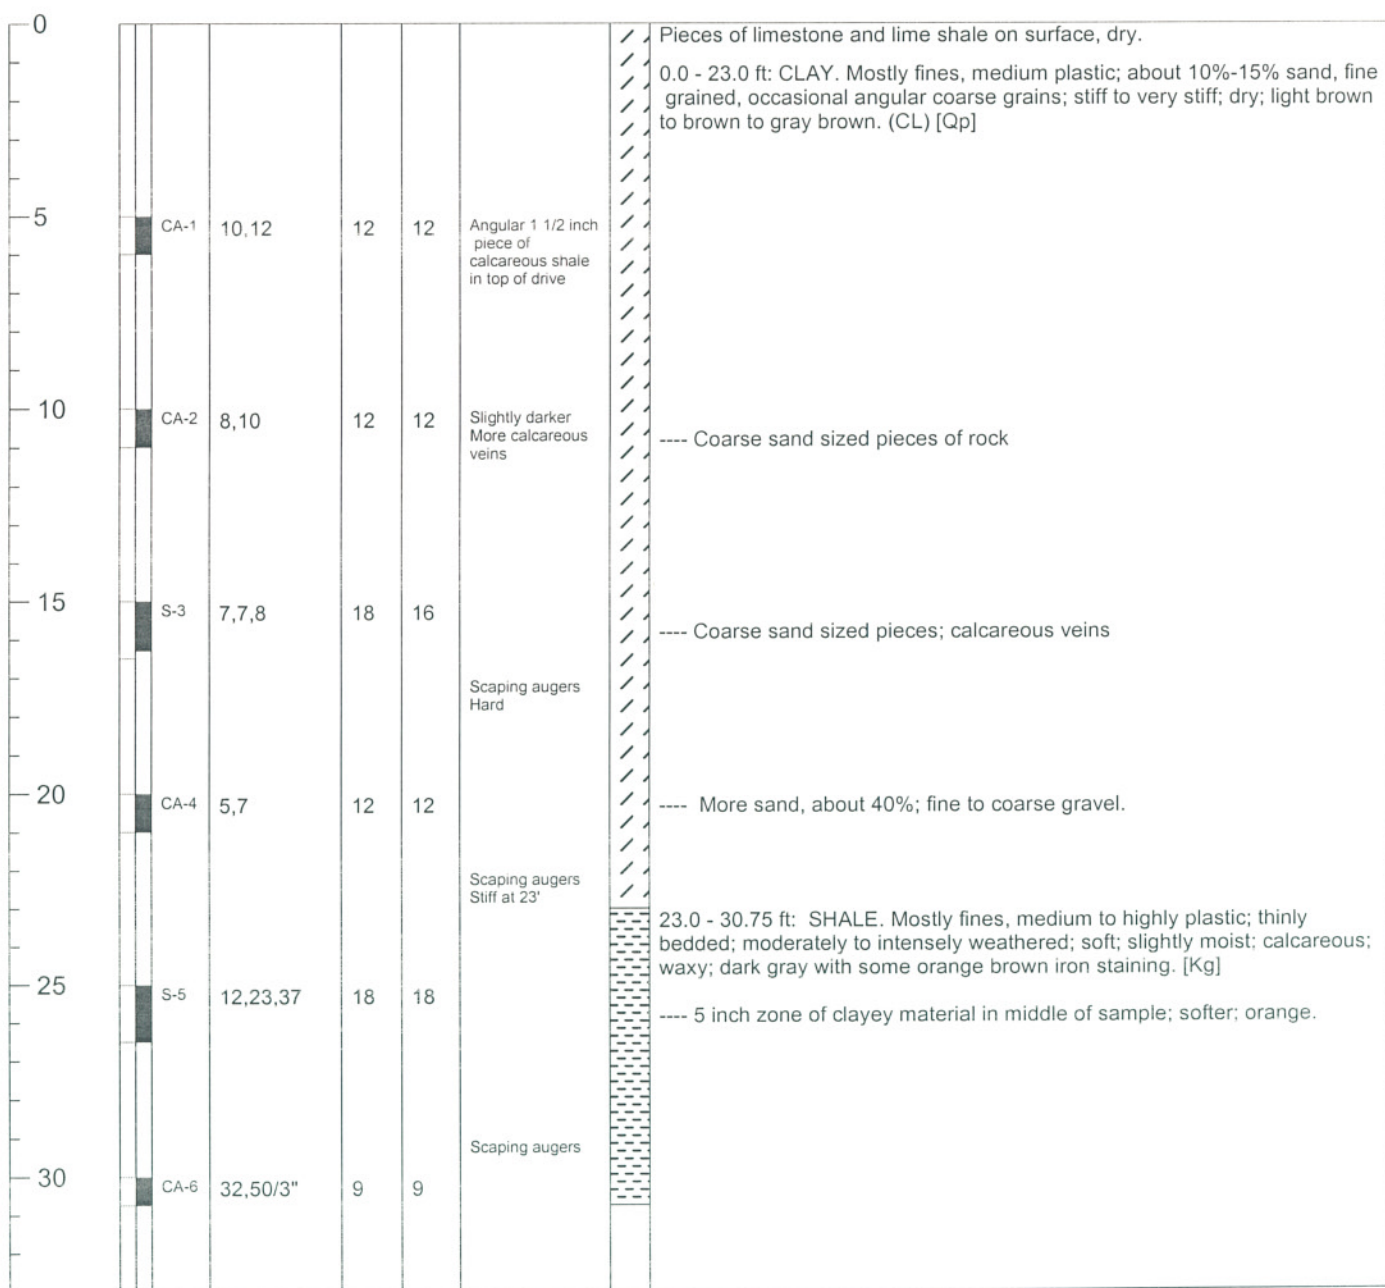 0
Pieces of limestone and lime shale on surface, dry.
0.0 - 23.0 ft: CLAY. Mostly fines, medium plastic; about 10%-15% sand, fine
grained, occasional angular coarse grains; stiff to very stiff; dry; light brown
to brown to gray brown. (CL) [Qp]
5
CA-1 10,12 12 12
Angular 1 1/2 inch
piece of
calcareous shale
in top of drive
10
CA-2 8,10 12 12
Slightly darker
More calcareous
veins
---- Coarse sand sized pieces of rock
15
S-3 7,7,8 18 16
---- Coarse sand sized pieces; calcareous veins
Scaping augers
Hard
20
CA-4 5,7 12 12
---- More sand, about 40%; fine to coarse gravel.
Scaping augers
Stiff at 23'
23.0 - 30.75 ft: SHALE. Mostly fines, medium to highly plastic; thinly
bedded; moderately to intensely weathered; soft; slightly moist; calcareous;
waxy; dark gray with some orange brown iron staining. [Kg]
25
S-5 12,23,37 18 18
---- 5 inch zone of clayey material in middle of sample; softer; orange.
Scaping augers
30
CA-6 32,50/3" 9 9